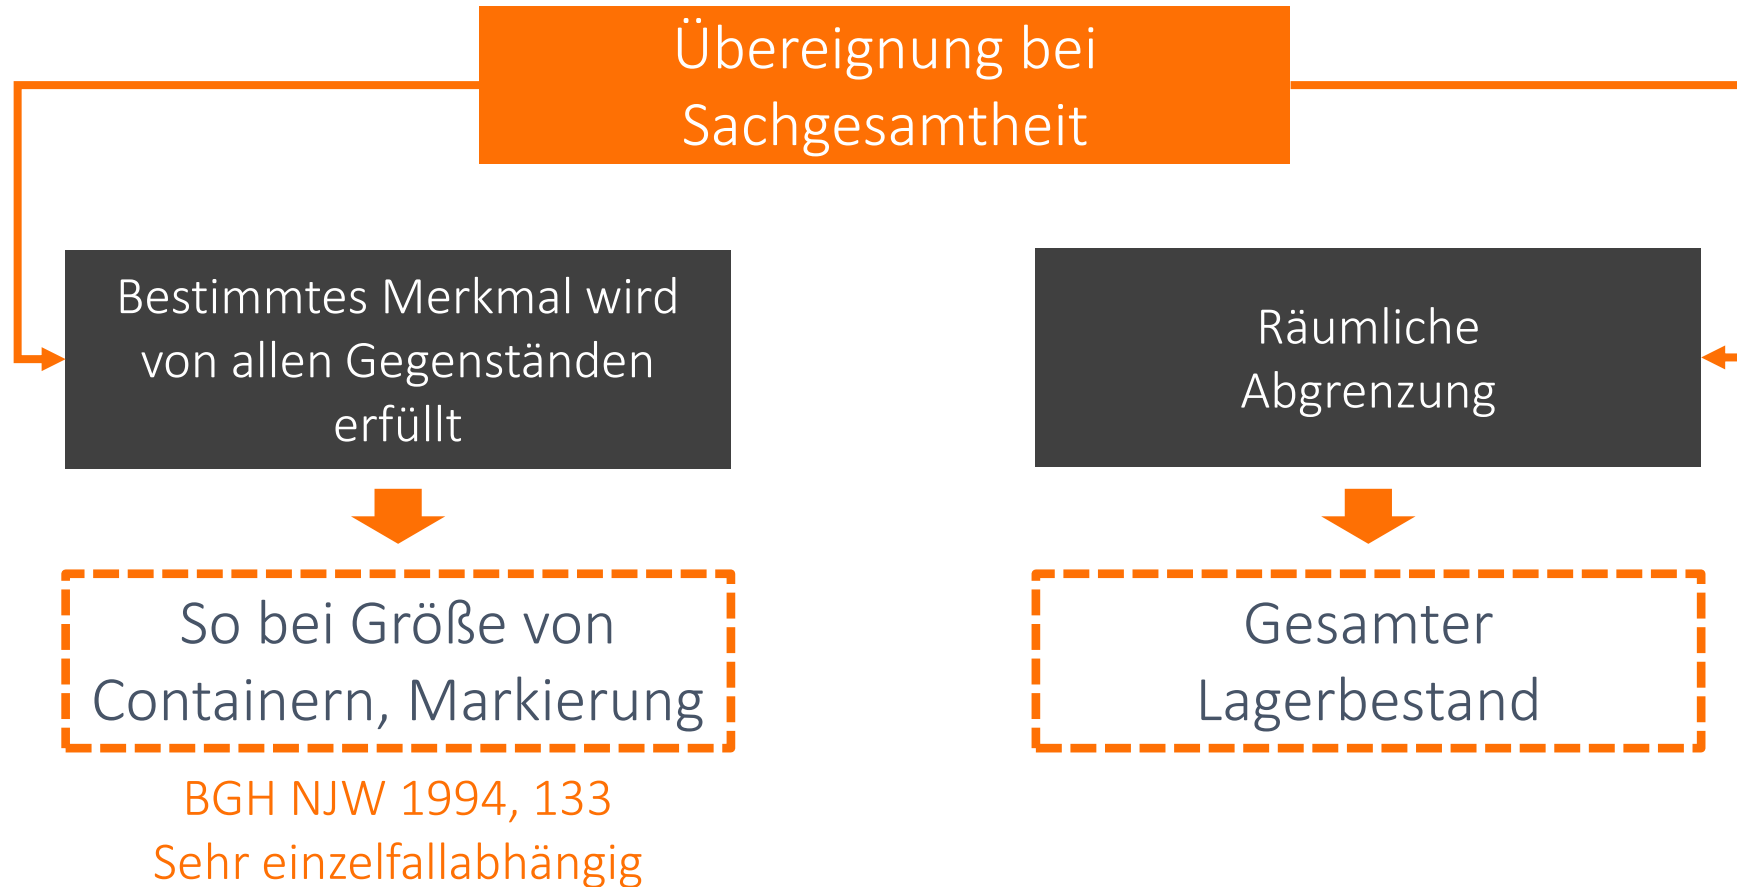 Übereignung bei
Sachgesamtheit
Bestimmtes Merkmal wird
von allen Gegenständen
erfüllt
So bei Größe von
Containern, Markierung
BGH NJW 1994, 133
Sehr einzelfallabhängig
Räumliche
Abgrenzung
Gesamter
Lagerbestand